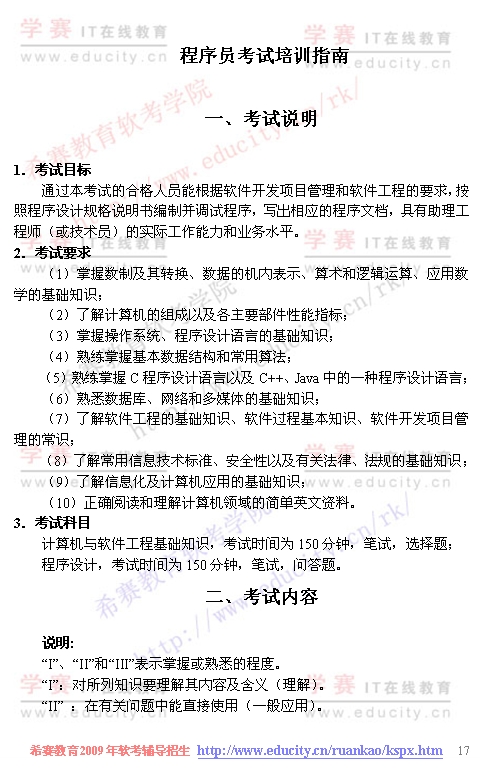 学赛 IT在线教育
www.educity.cn
学赛 IT在线教育
www.educity.cn
程序员考试培训指南
一、考试说明
1．考试目标
通过本考试的合格人员能根据软件开发项目管理和软件工程的要求,按
照程序设计规格说明书编制并调试程序，写出相应的程序文档，具有助理工
程师（或技术员）的实际工作能力和业务水平。
2．考试要求
（1）掌握数制及其转换、数据的机内表示、算术和逻辑运算、应用数
学的基础知识；
（2）了解计算机的组成以及各主要部件性能指标；
（3）掌握操作系统、程序设计语言的基础知识；
（4）熟练掌握基本数据结构和常用算法；
（5）熟练掌握 C 程序设计语言以及 C++、Java 中的一种程序设计语言；
（6）熟悉数据库、网络和多媒体的基础知识；
（7）了解软件工程的基础知识、软件过程基本知识、软件开发项目管
理的常识；
（8）了解常用信息技术标准、安全性以及有关法律、法规的基础知识；
（9）了解信息化及计算机应用的基础知识；
（10）正确阅读和理解计算机领域的简单英文资料。
3．考试科目
计算机与软件工程基础知识，考试时间为 150 分钟，笔试，选择题；
程序设计，考试时间为 150 分钟，笔试，问答题。
二、考试内容
说明:
“I”、“II”和“III”表示掌握或熟悉的程度。
“I”：对所列知识要理解其内容及含义（理解）。
“II” ：在有关问题中能直接使用（一般应用）。
学赛 IT在线教育
www.educity.cn
学赛 IT在线教育
www.educity.cn
希赛教育2009 年软考辅导招生 http://www.educity.cn/ruankao/kspx.htm 17